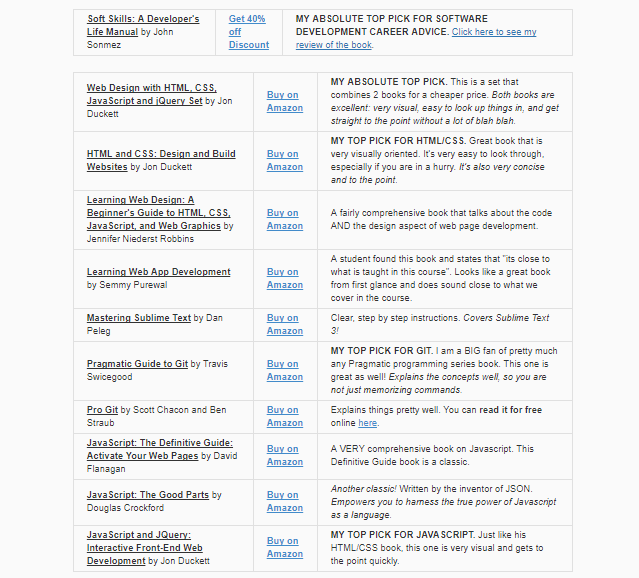 Soft Skills: A Developer's
Life Manual by John
Sonmez
Get 40%
off
Discount
MY ABSOLUTE TOP PICK FOR SOFTWARE
DEVELOPMENT CAREER ADVICE. Click here to see my
review of the book.
Web Design with HTML, CSS,
JavaScript and jQuery Set by Jon
Duckett
Buy on
Amazon
MY ABSOLUTE TOP PICK. This is a set that
combines 2 books for a cheaper price. Both books are
excellent: very visual, easy to look up things in, and get
straight to the point without a lot of blah blah.
HTML and CSS: Design and Build
Websites by Jon Duckett
Buy on
Amazon
MY TOP PICK FOR HTML/CSS. Great book that is
very visually oriented. It's very easy to look through,
especially if you are in a hurry. It's also very concise
and to the point.
Learning Web Design: A
Beginner's Guide to HTML, CSS,
JavaScript, and Web Graphics by
Jennifer Niederst Robbins
Buy on
Amazon
A fairly comprehensive book that talks about the code
AND the design aspect of web page development.
Learning Web App Development
by Semmy Purewal
Buy on
Amazon
A student found this book and states that "its close to
what is taught in this course". Looks like a great book
from first glance and does sound close to what we
cover in the course.
Mastering Sublime Text by Dan
Peleg
Buy on
Amazon
Clear, step by step instructions. Covers Sublime Text
3!
Pragmatic Guide to Git by Travis
Swicegood
Buy on
Amazon
MY TOP PICK FOR GIT. I am a BIG fan of pretty much
any Pragmatic programming series book. This one is
great as well! Explains the concepts well, so you are
not just memorizing commands.
Pro Git by Scott Chacon and Ben
Straub
Buy on
Amazon
Explains things pretty well. You can read it for free
online here.
JavaScript: The Definitive Guide:
Activate Your Web Pages by David
Flanagan
Buy on
Amazon
A VERY comprehensive book on Javascript. This
Definitive Guide book is a classic.
JavaScript: The Good Parts by
Douglas Crockford
Buy on
Amazon
Another classic! Written by the inventor of JSON.
Empowers you to harness the true power of Javascript
as a language.
JavaScript and JQuery:
Interactive Front-End Web
Development by Jon Duckett
Buy on
Amazon
MY TOP PICK FOR JAVASCRIPT. Just like his
HTML/CSS book, this one is very visual and gets to
the point quickly.